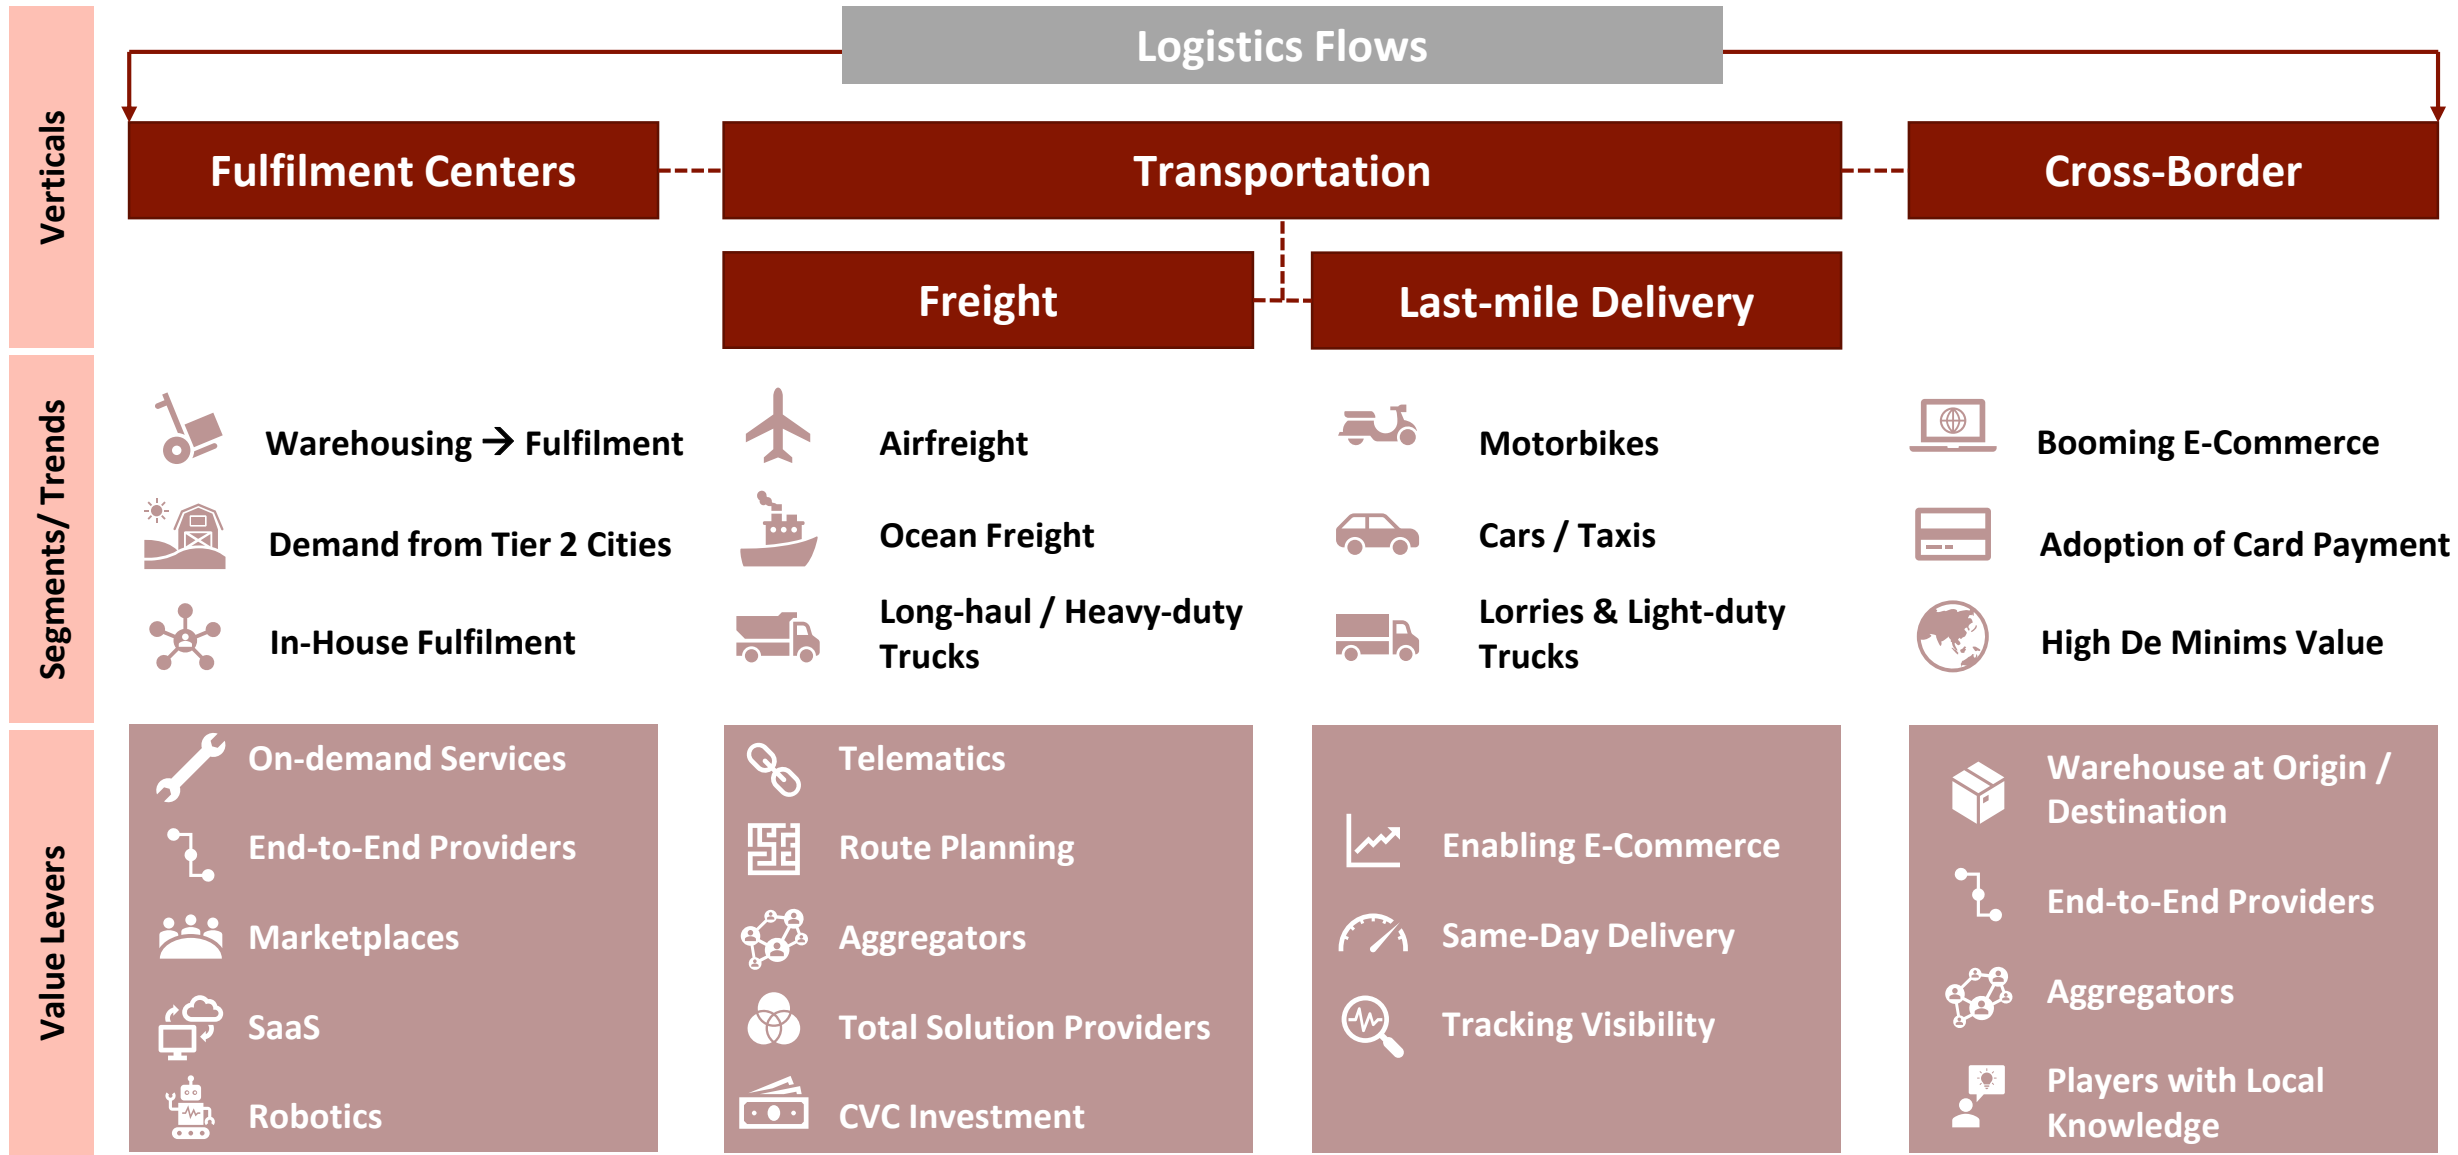 Logistics Flows
Verticals
Fulfilment Centers
Transportation
Cross-Border
Freight
Last-mile Delivery
Segments/ Trends
Warehousing → Fulfilment
Demand from Tier 2 Cities
In-House Fulfilment
Airfreight
Ocean Freight
Long-haul / Heavy-duty
Trucks
Motorbikes
Cars / Taxis
Lorries & Light-duty
Trucks
Booming E-Commerce
Adoption of Card Payment
High De Minims Value
Value Levers
On-demand Services
End-to-End Providers
Marketplaces
SaaS
Robotics
Telematics
Route Planning
Aggregators
Total Solution Providers
CVC Investment
Enabling E-Commerce
Same-Day Delivery
Tracking Visibility
Warehouse at Origin /
Destination
End-to-End Providers
Aggregators
Players with Local
Knowledge